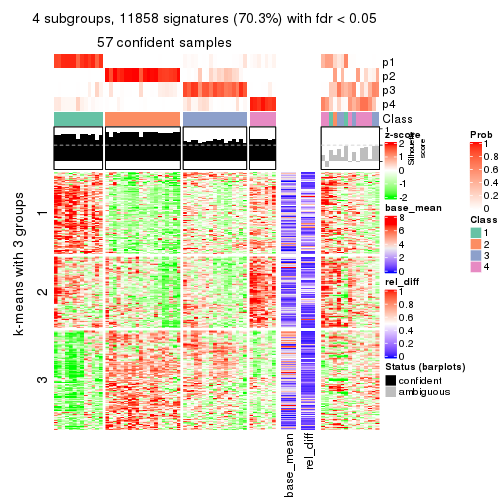 4 subgroups, 11858 signatures (70.3%) with fdr < 0.05
57 confident samples
p1
p2
p3
p4
Class
1
Silhouette
score
k-means with 3 groups
1
2
3
base_mean
rel_diff
z-score
2
1
0
-1
-2
base_mean
8
6
4
2
0
rel_diff
1
0.8
0.6
0.4
0.2
0
Status (barplots)
confident
ambiguous
Prob
1
0.8
0.6
0.4
0.2
0
Class
1
2
3
4